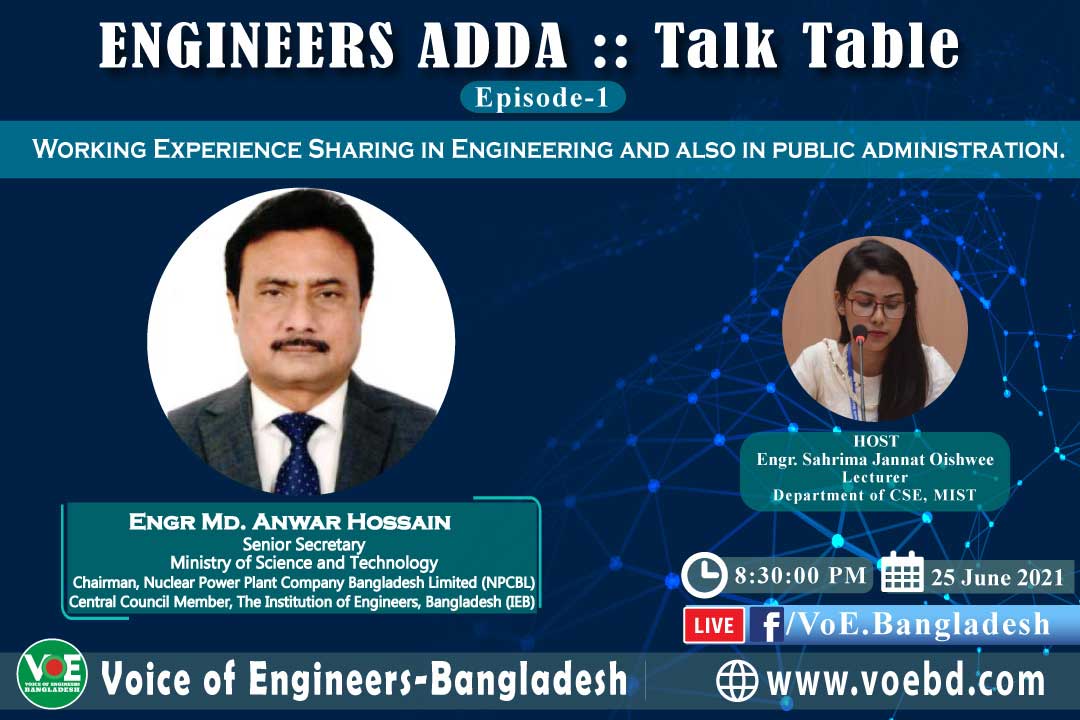 ENGINEERS ADDA :: Talk Table
Episode-1
WORKING EXPERIENCE SHARING IN ENGINEERING AND ALSO IN PUBLIC ADMINISTRATION.
ENGR MD. ANWAR HOSSAIN
Senior Secretary
Ministry of Science and Technology
Chairman, Nuclear Power Plant Company Bangladesh Limited (NPCBL)
Central Council Member, The Institution of Engineers, Bangladesh (IEB)
HOST
Engr. Sahrima Jannat Oishwee
Lecturer
Department of CSE, MIST
8:30:00 PM
25 June 2021
LIVE
f/VoE.Bangladesh
VOE
VOICE OF ENGINEERS
BANGLADESH
Voice of Engineers-Bangladesh
www.voebd.com